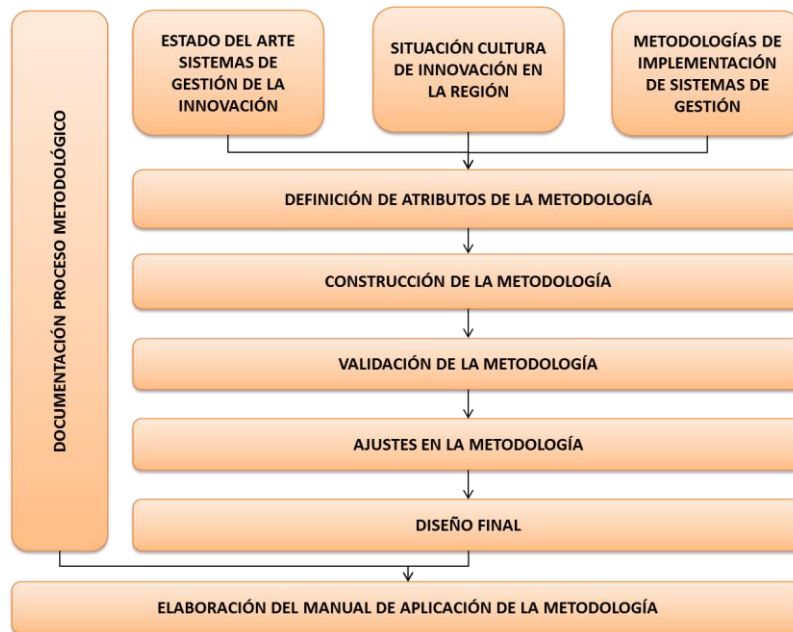 DOCUMENTACIÓN PROCESO METODOLÓGICO
ESTADO DEL ARTE
SISTEMAS DE
GESTIÓN DE LA
INNOVACIÓN
SITUACIÓN CULTURA
DE INNOVACIÓN EN
LA REGIÓN
METODOLOGÍAS DE
IMPLEMENTACIÓN
DE SISTEMAS DE
GESTIÓN
DEFINICIÓN DE ATRIBUTOS DE LA METODOLOGÍA
CONSTRUCCIÓN DE LA METODOLOGÍA
VALIDACIÓN DE LA METODOLOGÍA
AJUSTES EN LA METODOLOGÍA
DISEÑO FINAL
ELABORACIÓN DEL MANUAL DE APLICACIÓN DE LA METODOLOGÍA